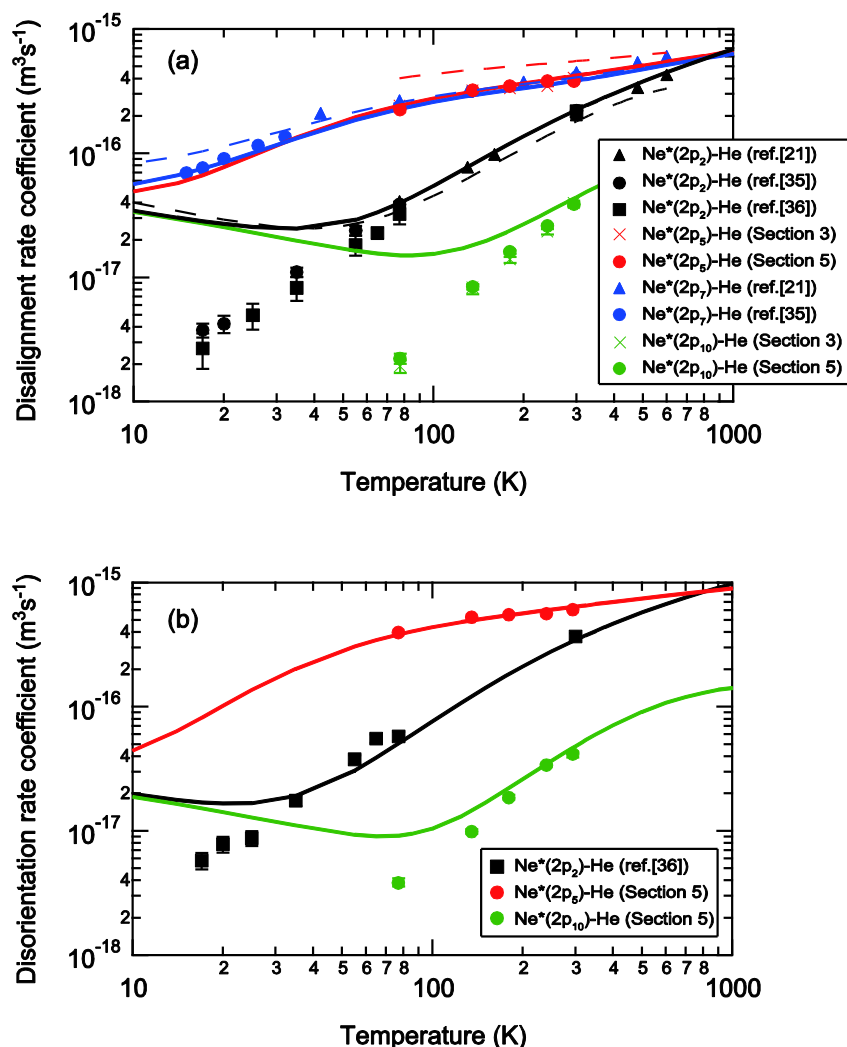 (a)
Disalignment rate coefficient (m³s⁻¹)
10⁻¹⁵
4
2
10⁻¹⁶
4
2
10⁻¹⁷
4
2
10⁻¹⁸
Ne*(2p₂)-He (ref.[21])
Ne*(2p₂)-He (ref.[35])
Ne*(2p₂)-He (ref.[36])
Ne*(2p₅)-He (Section 3)
Ne*(2p₅)-He (Section 5)
Ne*(2p₇)-He (ref.[21])
Ne*(2p₇)-He (ref.[35])
Ne*(2p₁₀)-He (Section 3)
Ne*(2p₁₀)-He (Section 5)
10 2 3 4 5 6 7 8 100 2 3 4 5 6 7 8 1000
Temperature (K)
(b)
Disorientation rate coefficient (m³s⁻¹)
10⁻¹⁵
4
2
10⁻¹⁶
4
2
10⁻¹⁷
4
2
10⁻¹⁸
Ne*(2p₂)-He (ref.[36])
Ne*(2p₅)-He (Section 5)
Ne*(2p₁₀)-He (Section 5)
10 2 3 4 5 6 7 8 100 2 3 4 5 6 7 8 1000
Temperature (K)